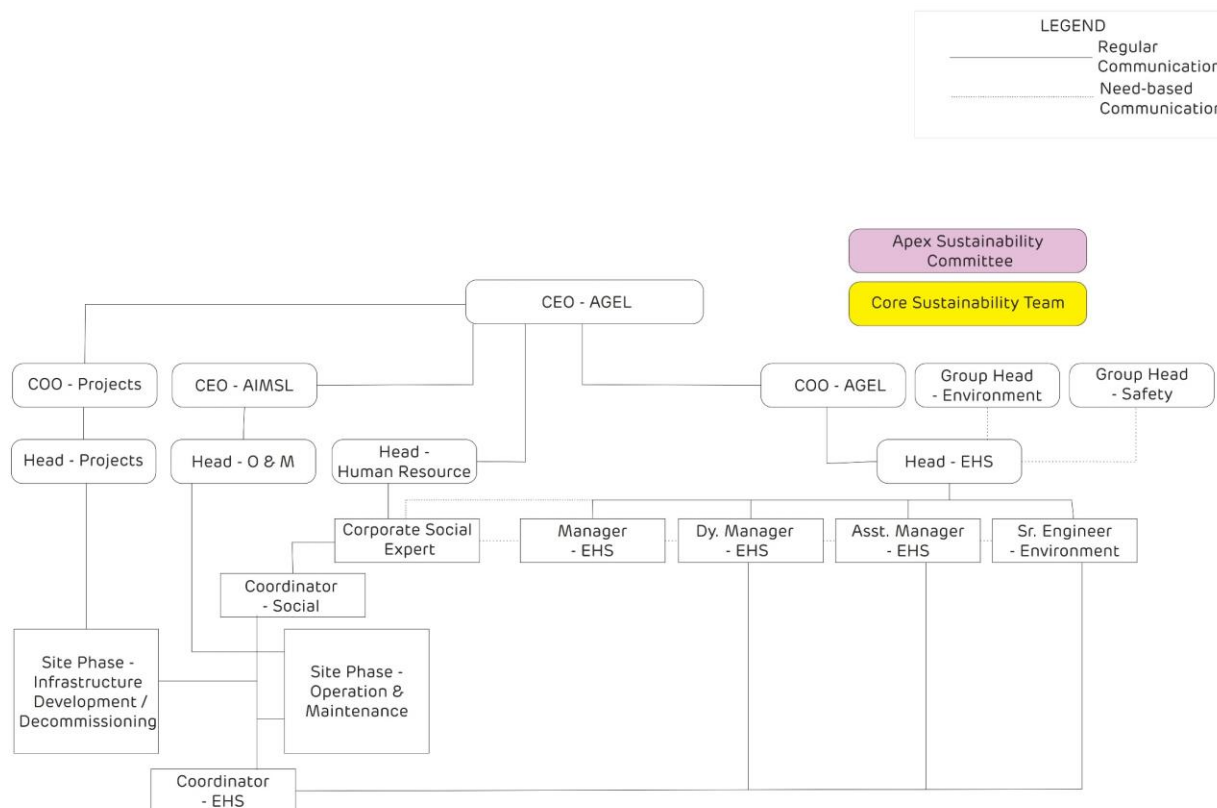 LEGEND
Regular
Communication
Need-based
Communication
Apex Sustainability
Committee
CEO - AGEL
Core Sustainability Team
COO - Projects
CEO - AIMSL
COO - AGEL
Group Head
- Environment
Group Head
- Safety
Head - Projects
Head - O & M
Head -
Human Resource
Head - EHS
Corporate Social
Expert
Manager
- EHS
Dy. Manager
- EHS
Asst. Manager
- EHS
Sr. Engineer
- Environment
Coordinator
- Social
Site Phase -
Infrastructure
Development /
Decommissioning
Site Phase -
Operation &
Maintenance
Coordinator
- EHS